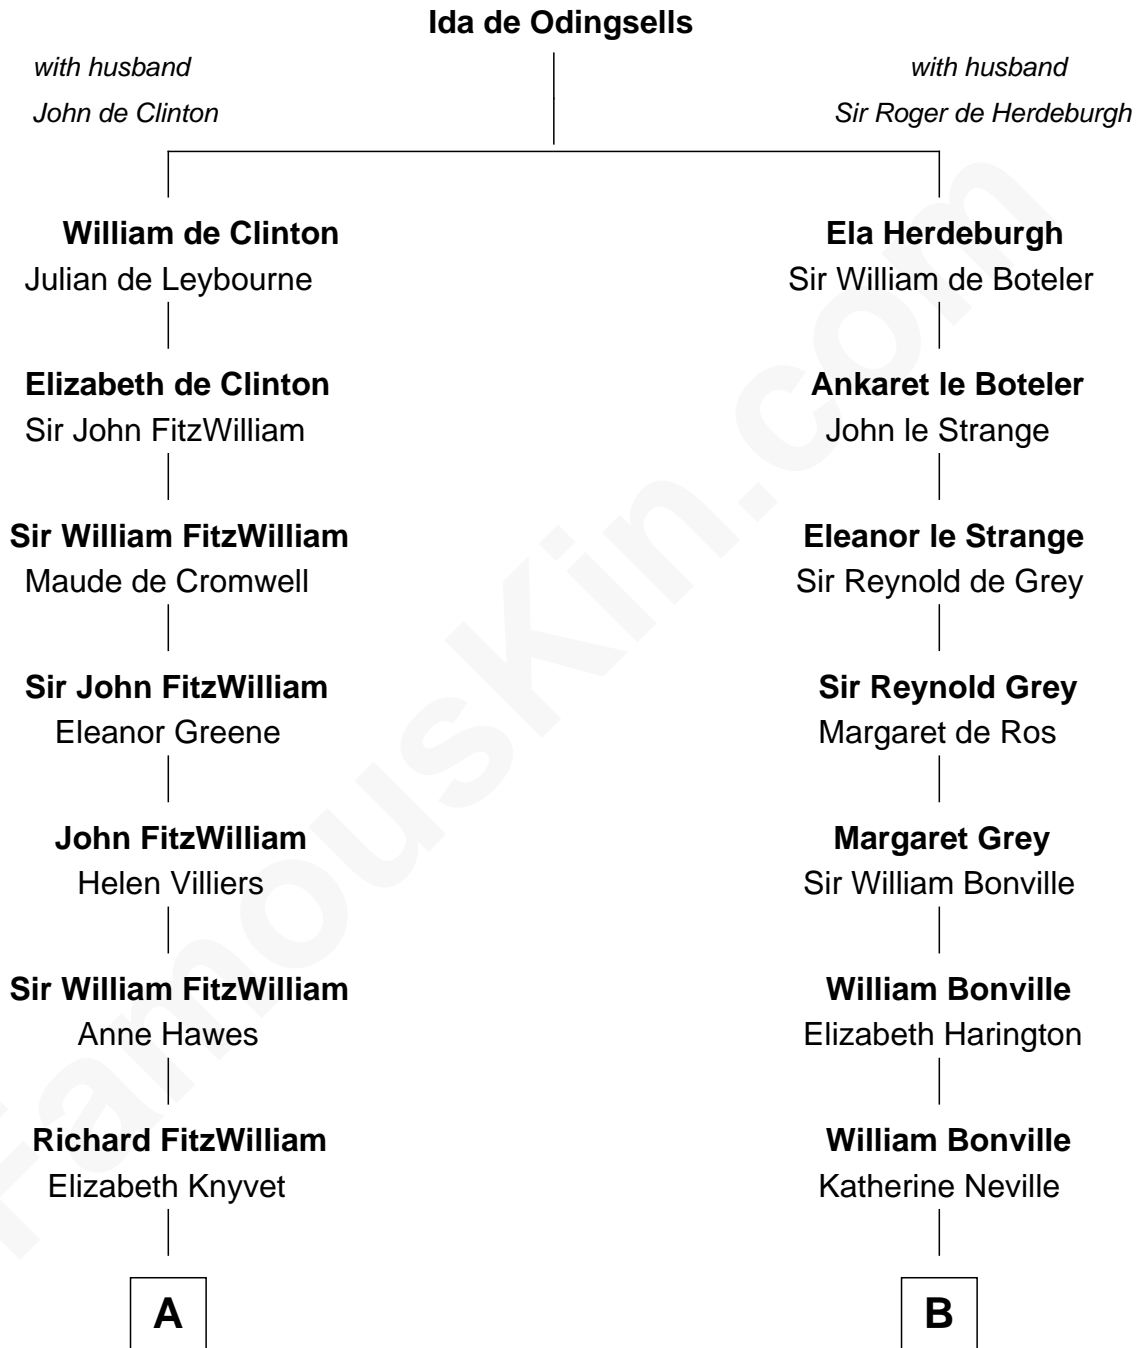 Ida de Odingsells
with husband
John de Clinton
with husband
Sir Roger de Herdeburgh
William de Clinton
Julian de Leybourne
Ela Herdeburgh
Sir William de Boteler
Elizabeth de Clinton
Sir John FitzWilliam
Ankaret le Boteler
John le Strange
Sir William FitzWilliam
Maude de Cromwell
Eleanor le Strange
Sir Reynold de Grey
Sir John FitzWilliam
Eleanor Greene
Sir Reynold Grey
Margaret de Ros
John FitzWilliam
Helen Villiers
Margaret Grey
Sir William Bonville
Sir William FitzWilliam
Anne Hawes
William Bonville
Elizabeth Harington
Richard FitzWilliam
Elizabeth Knyvet
William Bonville
Katherine Neville
A
B
FamousKin.com